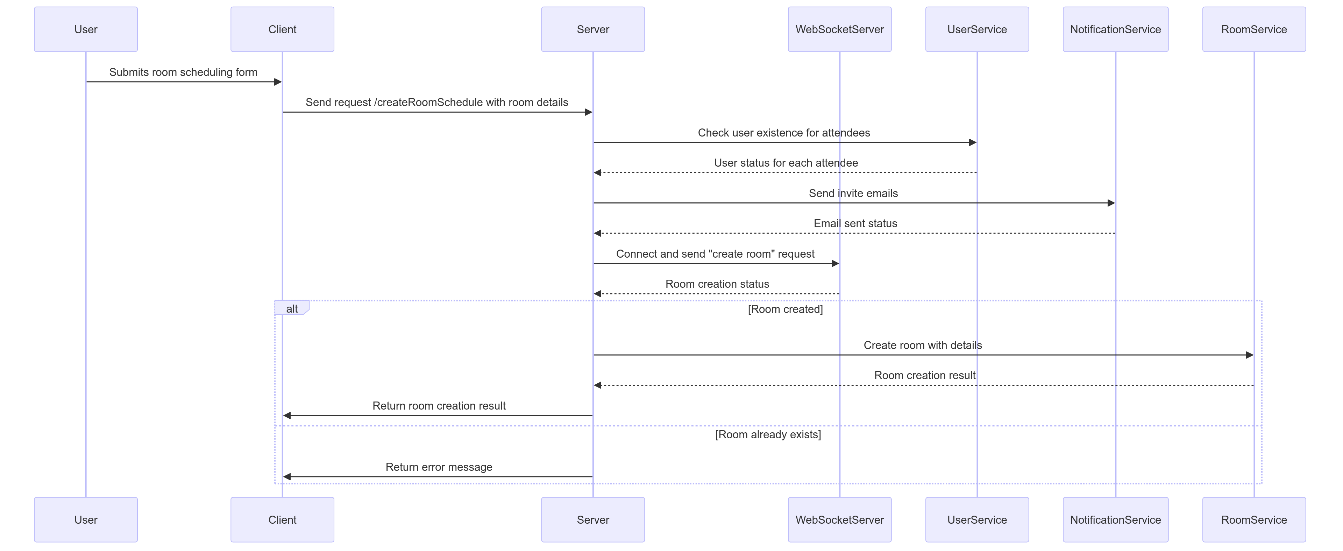 User
Client
Server
WebSocketServer
UserService
NotificationService
RoomService
Submits room scheduling form
Send request /createRoomSchedule with room details
Check user existence for attendees
User status for each attendee
Send invite emails
Email sent status
Connect and send "create room" request
Room creation status
alt
[Room created]
Create room with details
Room creation result
Return room creation result
[Room already exists]
Return error message
User
Client
Server
WebSocketServer
UserService
NotificationService
RoomService